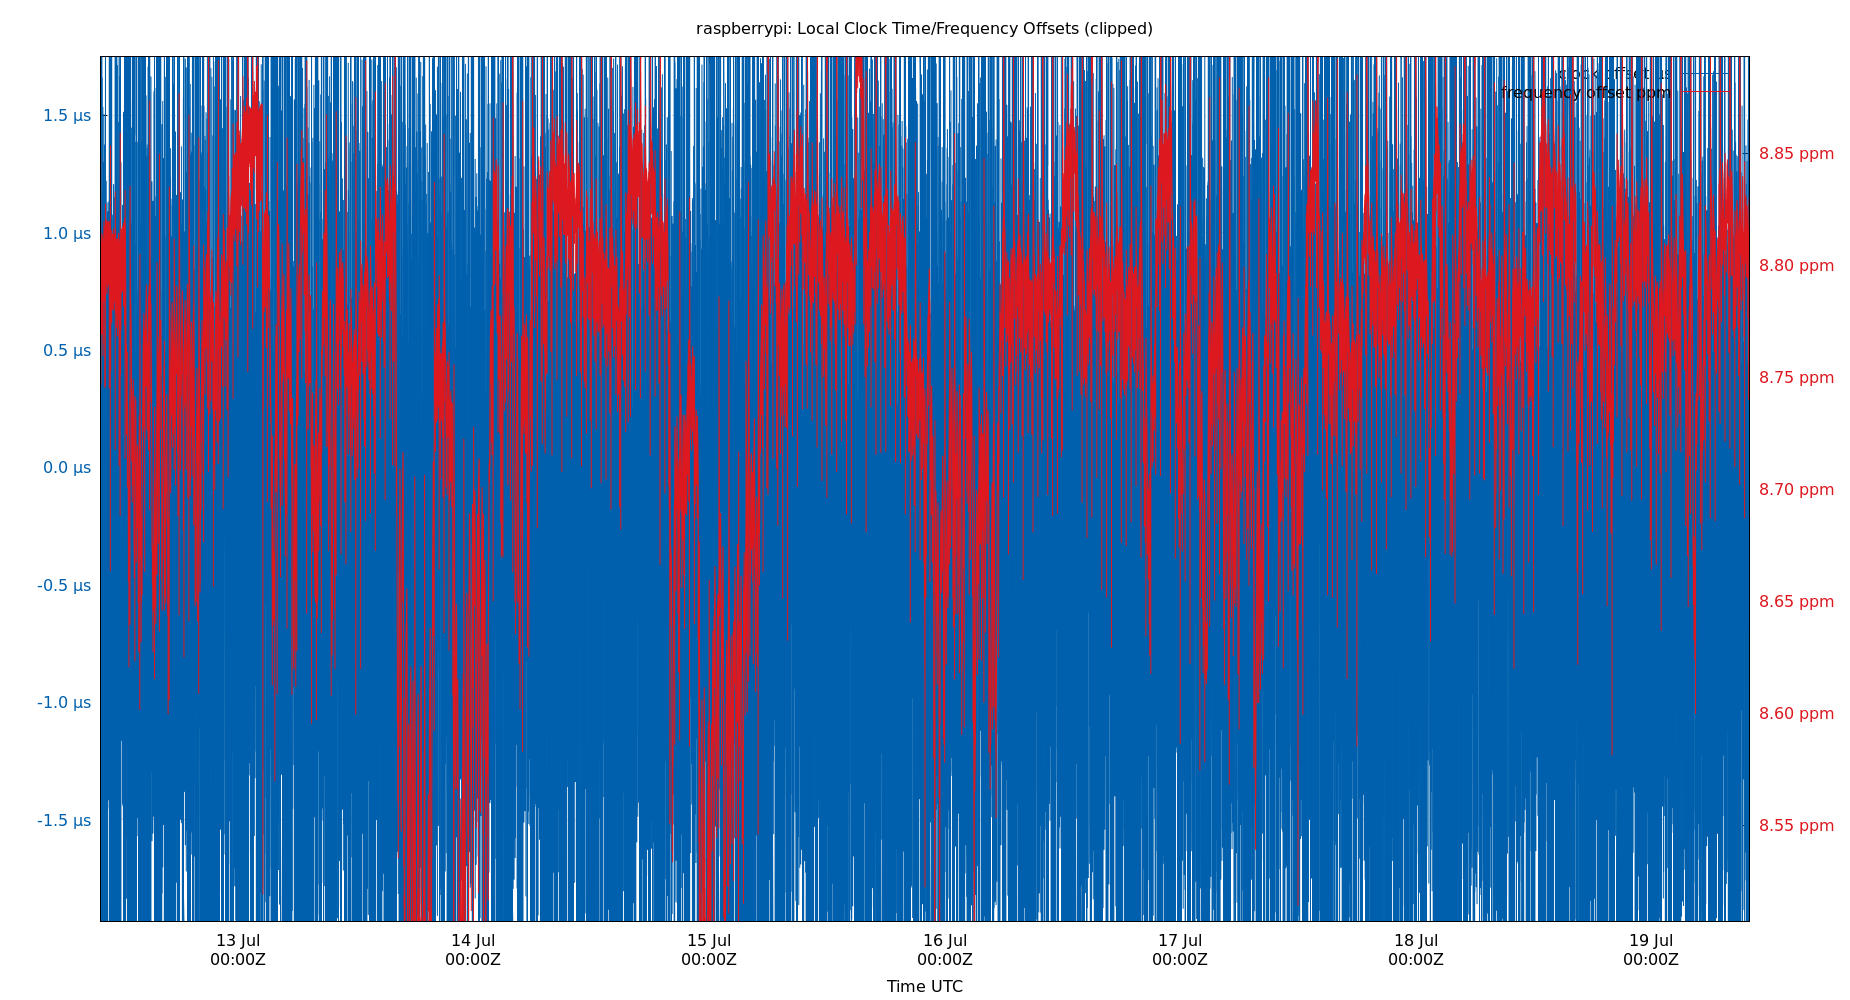 raspberrypi: Local Clock Time/Frequency Offsets (clipped)
clock offset µs
frequency offset ppm
1.5 µs
1.0 µs
0.5 µs
0.0 µs
-0.5 µs
-1.0 µs
-1.5 µs
8.85 ppm
8.80 ppm
8.75 ppm
8.70 ppm
8.65 ppm
8.60 ppm
8.55 ppm
13 Jul
00:00Z
14 Jul
00:00Z
15 Jul
00:00Z
16 Jul
00:00Z
17 Jul
00:00Z
18 Jul
00:00Z
19 Jul
00:00Z
Time UTC